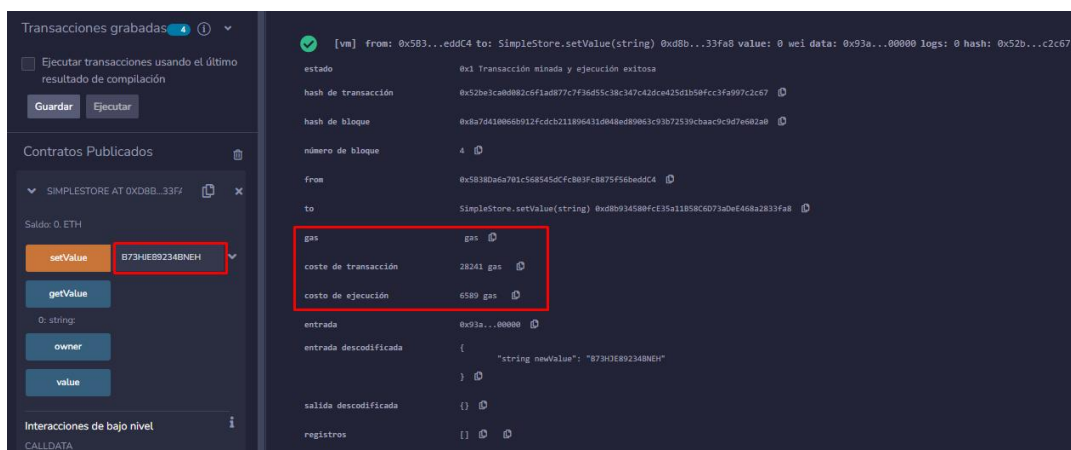 Transacciones grabadas 4 i
Ejecutar transacciones usando el último
resultado de compilación
Guardar Ejecutar
Contratos Publicados
SIMPLESTORE AT 0XD8B...33FA
Saldo: 0. ETH
setValue B73HJE89234BNEH
getValue
0: string:
owner
value
Interacciones de bajo nivel i
CALLDATA
[vm] from: 0x5B3...eddC4 to: SimpleStore.setValue(string) 0xd8b...33fa8 value: 0 wei data: 0x93a...00000 logs: 0 hash: 0x52b...c2c67
estado 0x1 Transacción minada y ejecución exitosa
hash de transacción 0x52be3ca0d082c6f1ad877c7f36d55c38c347c42dce425d1b50fcc3fa997c2c67
hash de bloque 0x8a7d410066b912fcdcb211896431d048ed89063c93b72539cbaac9c9d7e602a0
número de bloque 4
from 0x5B38Da6a701c568545dCfcB03FcB875f56beddC4
to SimpleStore.setValue(string) 0xd8b934580fcE35a11B58C6D73aDeE468a2833fa8
gas gas
coste de transacción 28241 gas
costo de ejecución 6589 gas
entrada 0x93a...00000
entrada descodificada {
"string newValue": "B73HJE89234BNEH"
}
salida descodificada {}
registros []